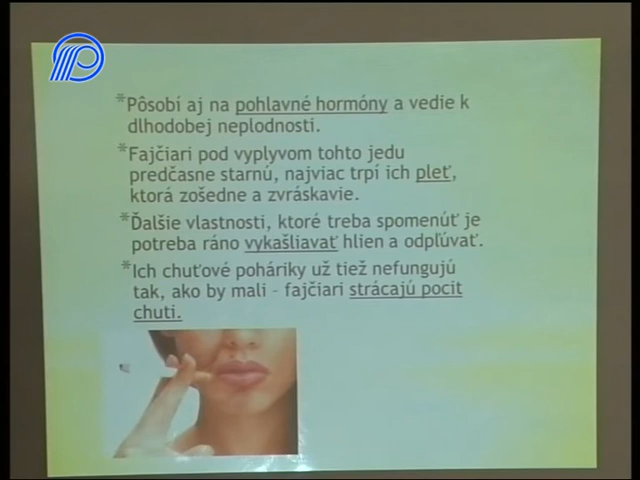 *Pôsobí aj na pohlavné hormóny a vedie k
dlhodobej neplodnosti.
*Fajčiari pod vyplyvom tohto jedu
predčasne starnú, najviac trpí ich pleť,
ktorá zošedne a zvráskavie.
*Ďalšie vlastnosti, ktoré treba spomenúť je
potreba ráno vykašliavať hlien a odpľúvať.
*Ich chuťové poháriky už tiež nefungujú
tak, ako by mali – fajčiari strácajú pocit
chuti.